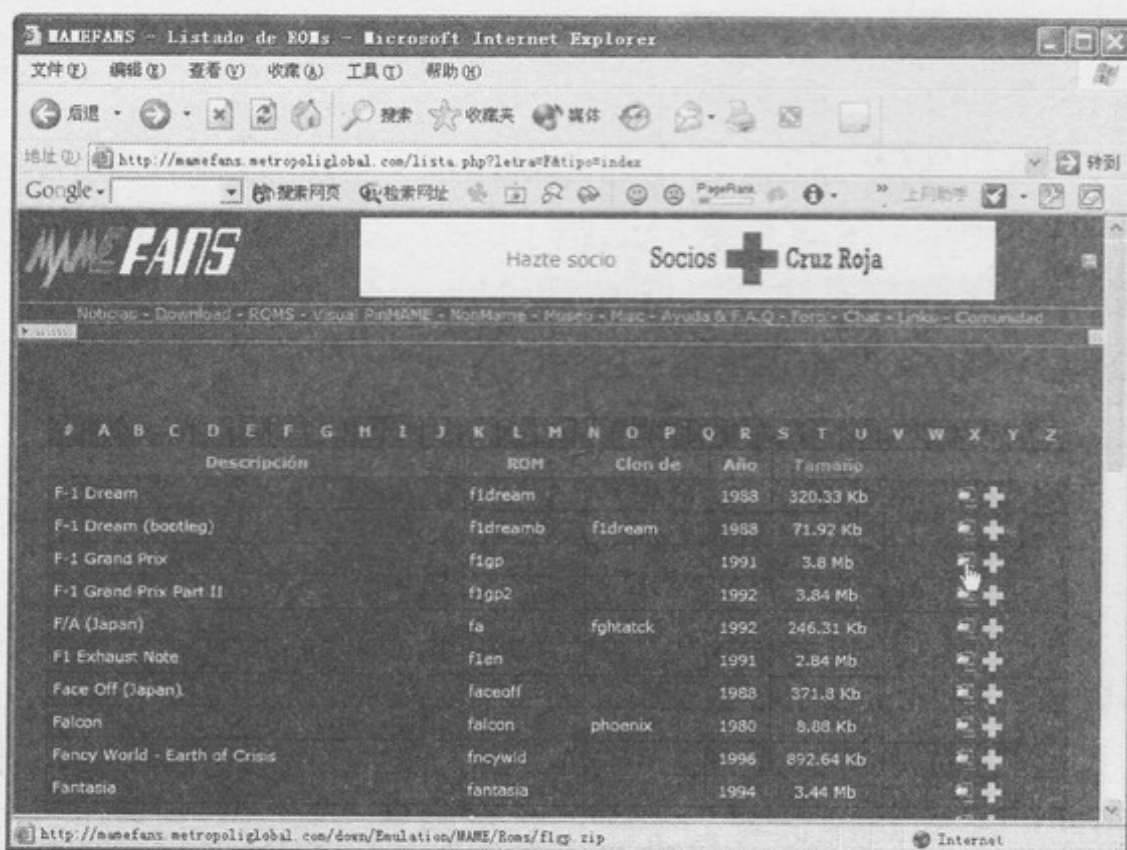 MAMEFANS - Listado de ROMs - Microsoft Internet Explorer
文件(F) 编辑(E) 查看(V) 收藏(A) 工具(T) 帮助(H)
后退 搜索 收藏夹 媒体
地址(D) http://mamefans.metropoliglobal.com/lista.php?letra=F&tipo=index 转到
Google 搜索网页 检索网址 PageRank 上网助手
MAME FANS
Hazte socio Socios Cruz Roja
Noticias - Download - ROMS - Visual PinMAME - NonMame - Museo - Misc - Ayuda & F.A.Q - Foro - Chat - Links - Comunidad
# A B C D E F G H I J K L M N O P Q R S T U V W X Y Z
Descripción ROM Clon de Año Tamaño
F-1 Dream f1dream 1988 320.33 Kb
F-1 Dream (bootleg) f1dreamb f1dream 1988 71.92 Kb
F-1 Grand Prix f1gp 1991 3.8 Mb
F-1 Grand Prix Part II f1gp2 1992 3.84 Mb
F/A (Japan) fa fghtatck 1992 246.31 Kb
F1 Exhaust Note f1en 1991 2.84 Mb
Face Off (Japan) faceoff 1988 371.8 Kb
Falcon falcon phoenix 1980 8.88 Kb
Fancy World - Earth of Crisis fncywld 1996 892.64 Kb
Fantasia fantasia 1994 3.44 Mb
http://mamefans.metropoliglobal.com/down/Emulation/MAME/Roms/f1gp.zip Internet